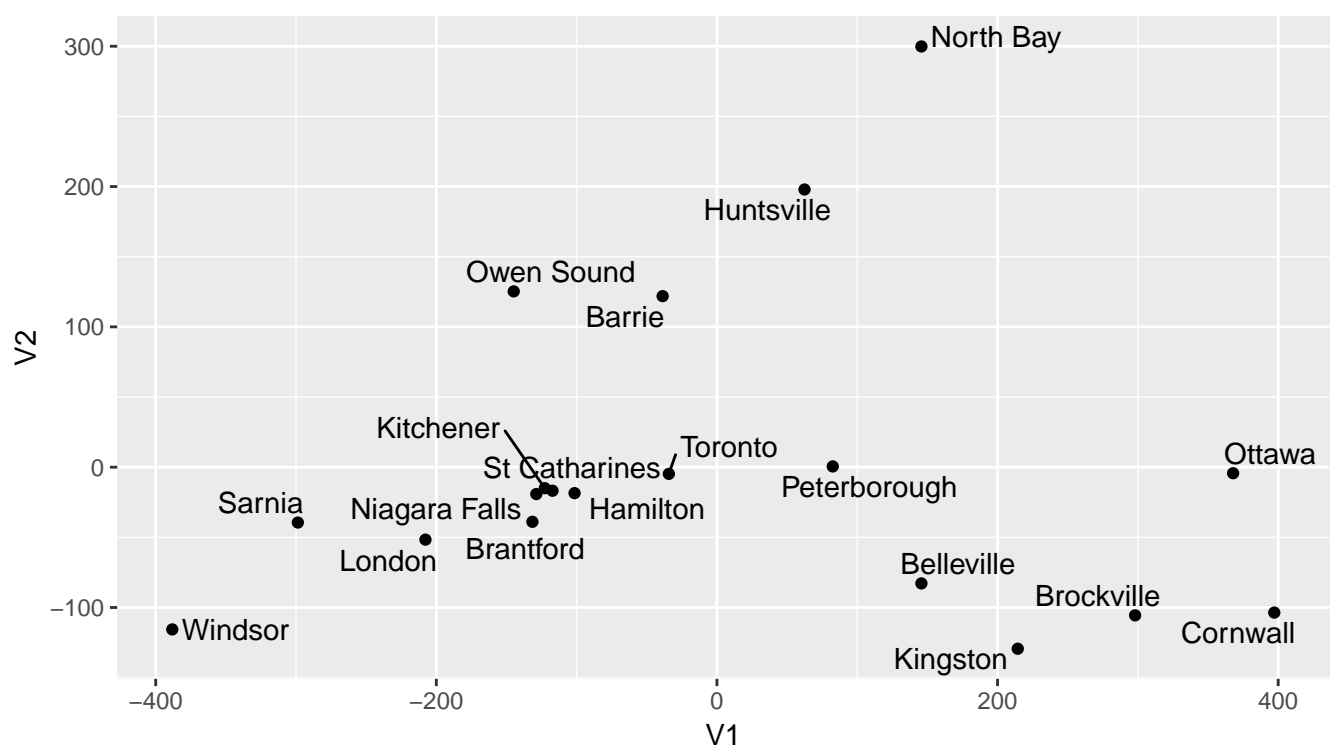 North Bay
300
200
Huntsville
Owen Sound
Barrie
100
V2
Kitchener
Toronto
Ottawa
St Catharines
0
Peterborough
Sarnia
Niagara Falls
Hamilton
Brantford
London
Belleville
Brockville
−100
Windsor
Cornwall
Kingston
−400
−200
0
200
400
V1